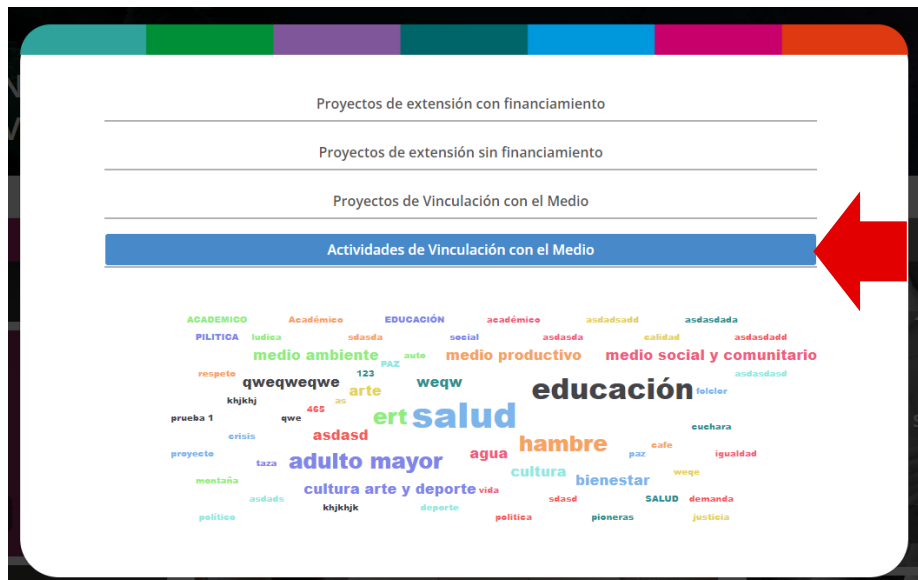 Proyectos de extensión con financiamiento
Proyectos de extensión sin financiamiento
Proyectos de Vinculación con el Medio
Actividades de Vinculación con el Medio
ACADEMICO Académico EDUCACIÓN académico asdadsadd asdasdada
PILITICA ludica sdasda social asdasda calidad asdasdadd
medio ambiente auto medio productivo medio social y comunitario
PAZ
respeto 123 asdasdasd
qweqweqwe arte weqw educación folclor
khjkhj as
prueba 1 qwe 465 ert salud
cuchara
crisis asdasd hambre cafe
proyecto taza adulto mayor agua paz igualdad
montaña cultura bienestar weqe
cultura arte y deporte vida
asdads sdasd SALUD demanda
khjkhjk deporte
político politica pioneras justicia